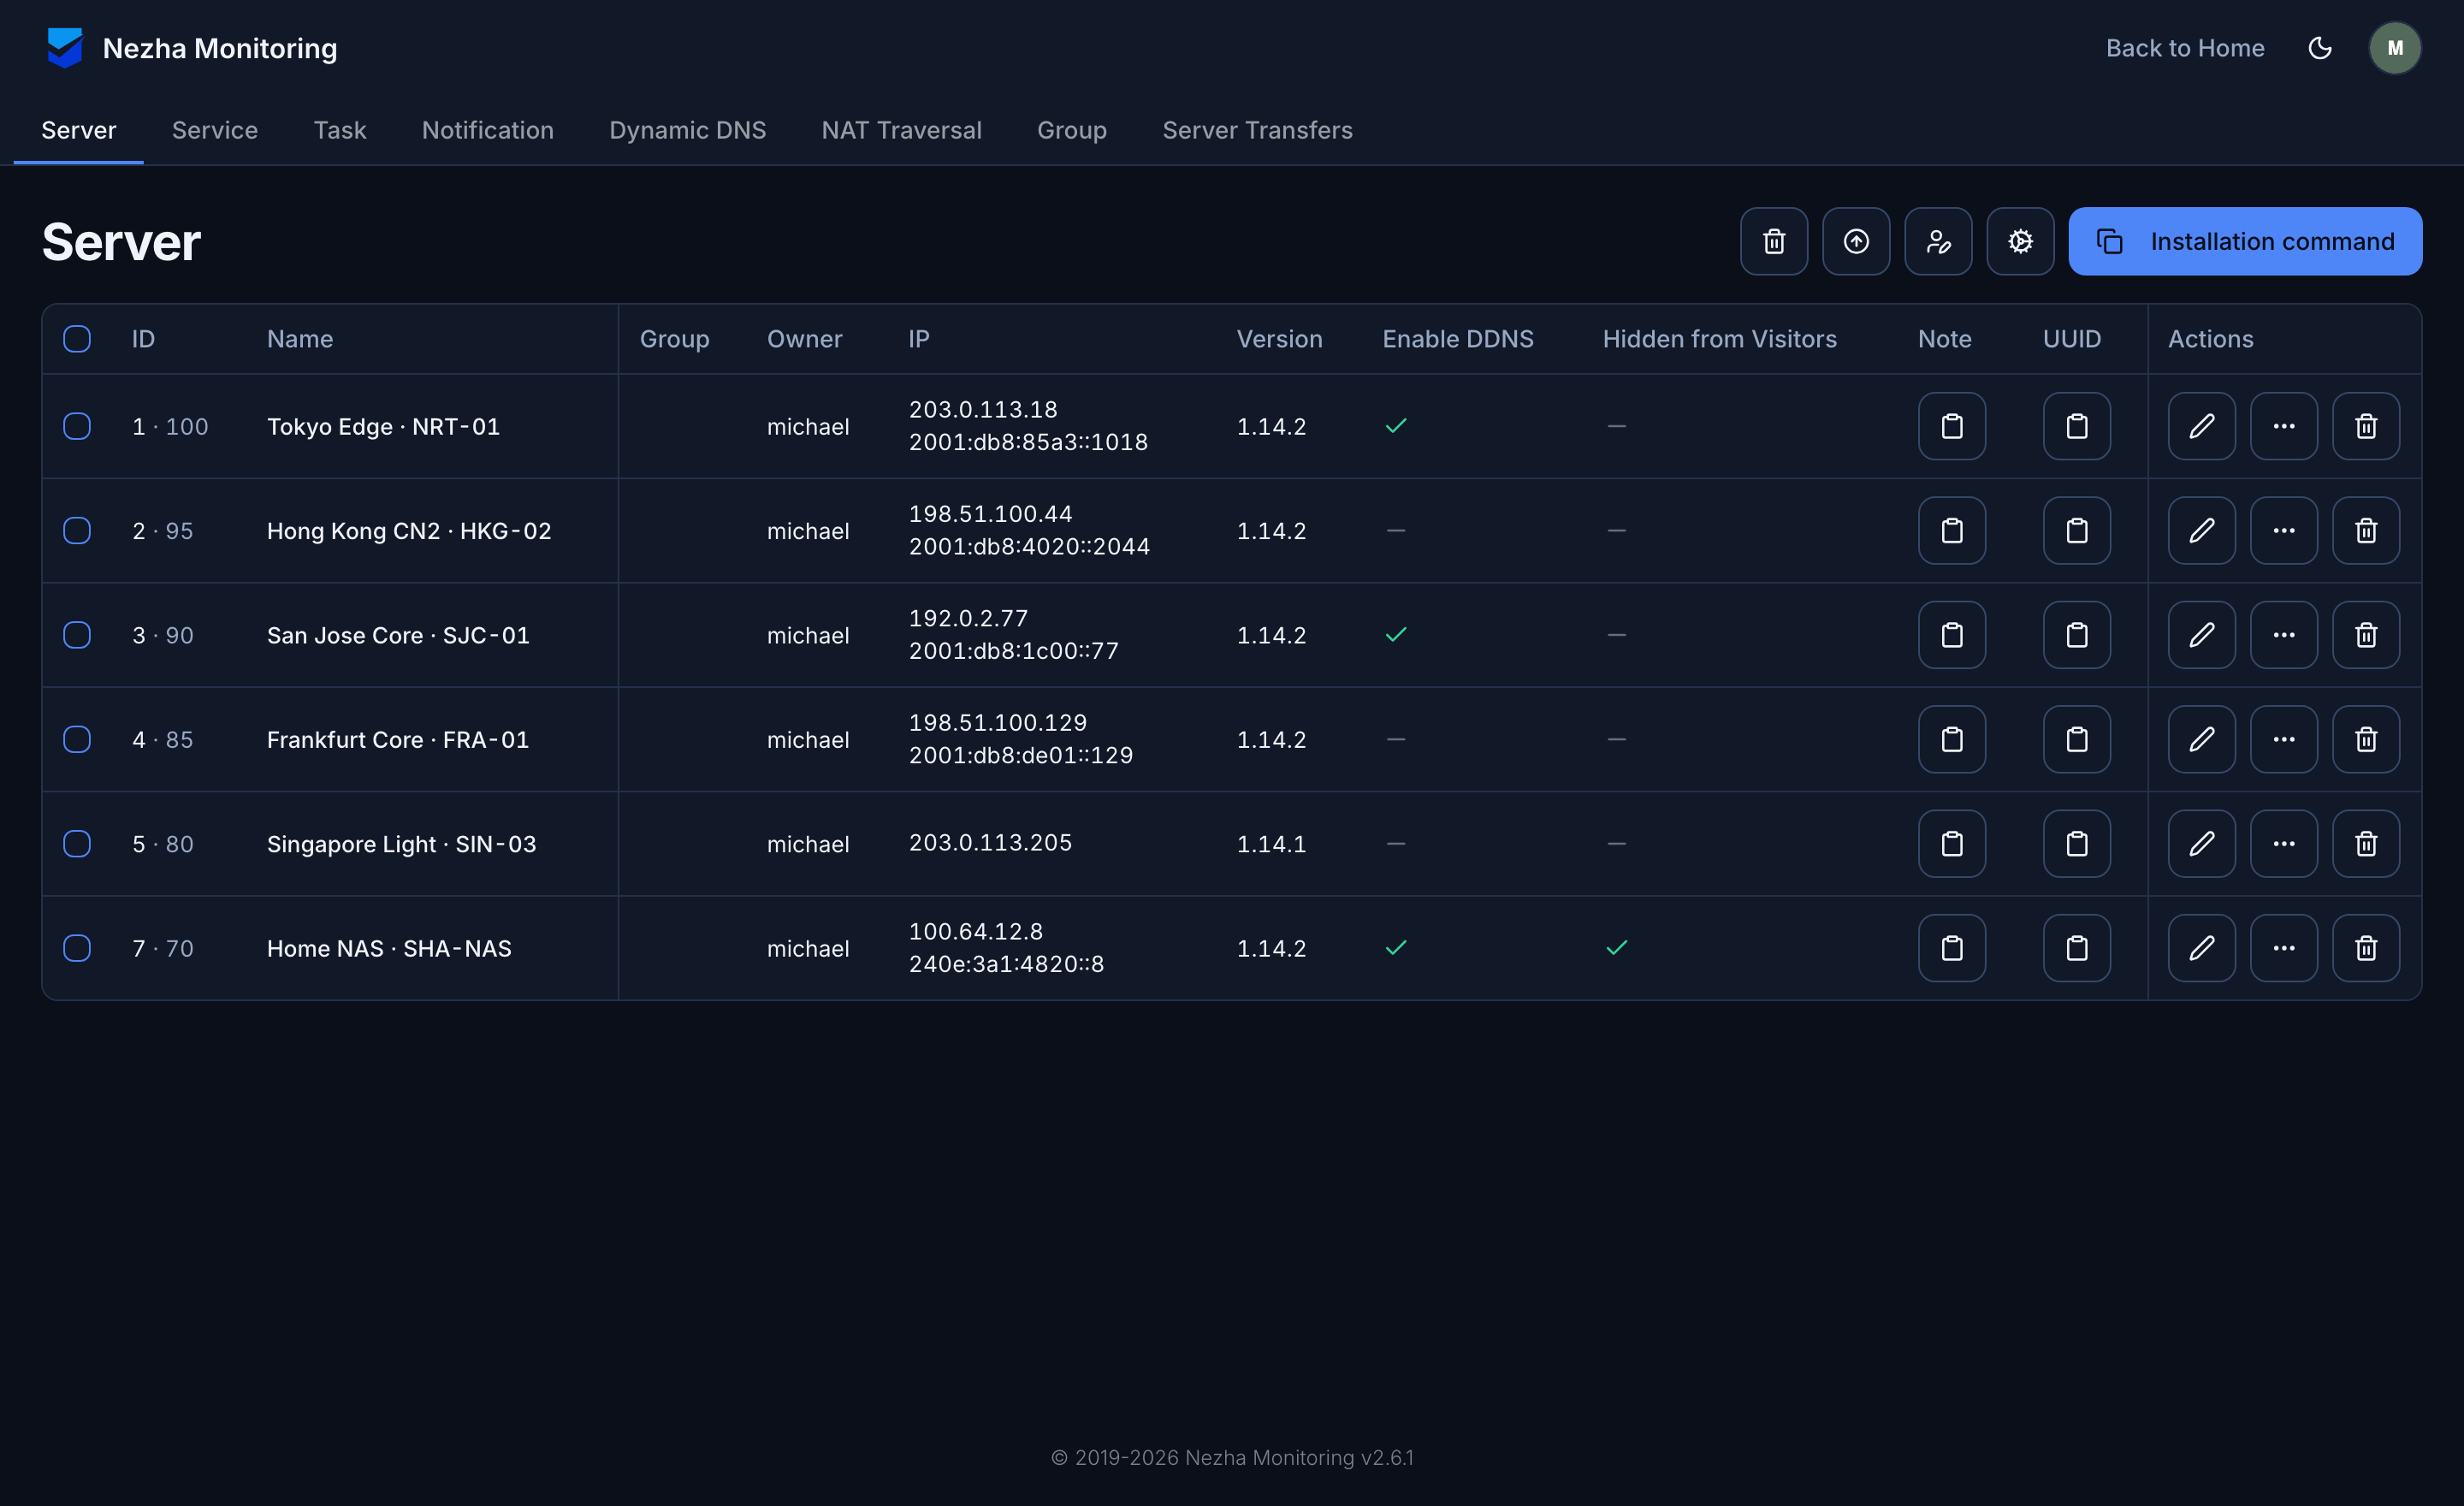 Nezha Monitoring
Back to Home
M
Server Service Task Notification Dynamic DNS NAT Traversal Group Server Transfers
Server
Installation command
ID Name Group Owner IP Version Enable DDNS Hidden from Visitors Note UUID Actions
1 · 100 Tokyo Edge · NRT-01 michael 203.0.113.18 1.14.2
2001:db8:85a3::1018
2 · 95 Hong Kong CN2 · HKG-02 michael 198.51.100.44 1.14.2
2001:db8:4020::2044
3 · 90 San Jose Core · SJC-01 michael 192.0.2.77 1.14.2
2001:db8:1c00::77
4 · 85 Frankfurt Core · FRA-01 michael 198.51.100.129 1.14.2
2001:db8:de01::129
5 · 80 Singapore Light · SIN-03 michael 203.0.113.205 1.14.1
7 · 70 Home NAS · SHA-NAS michael 100.64.12.8 1.14.2
240e:3a1:4820::8
© 2019-2026 Nezha Monitoring v2.6.1